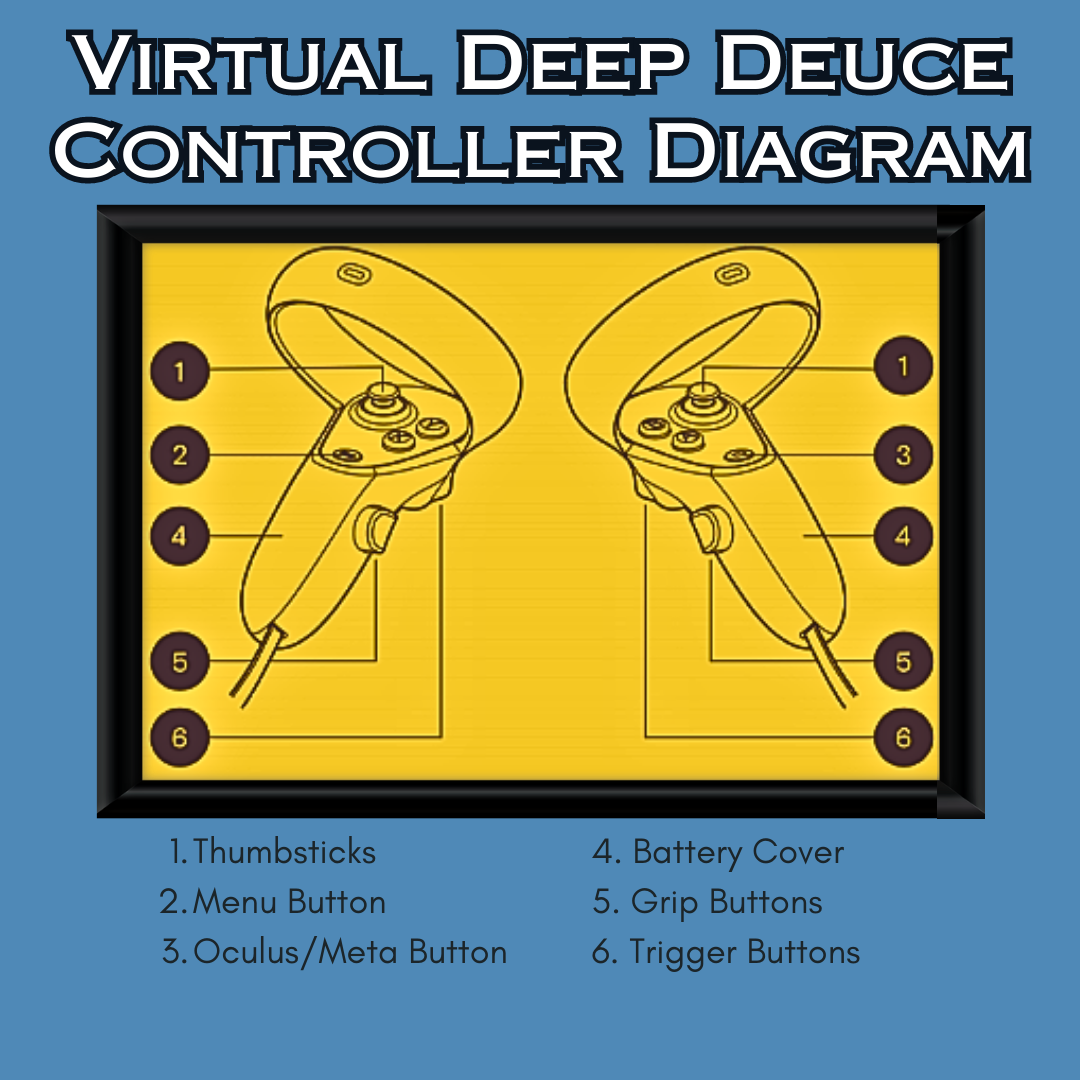 Virtual Deep Deuce
Controller Diagram
1
1
2
3
4
4
5
5
6
6
1. Thumbsticks
2. Menu Button
3. Oculus/Meta Button
4. Battery Cover
5. Grip Buttons
6. Trigger Buttons